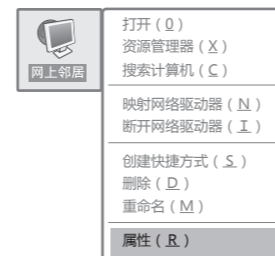 网上邻居
打开(0)
资源管理器(X)
搜索计算机(C)
映射网络驱动器(N)
断开网络驱动器(I)
创建快捷方式(S)
删除(D)
重命名(M)
属性(R)